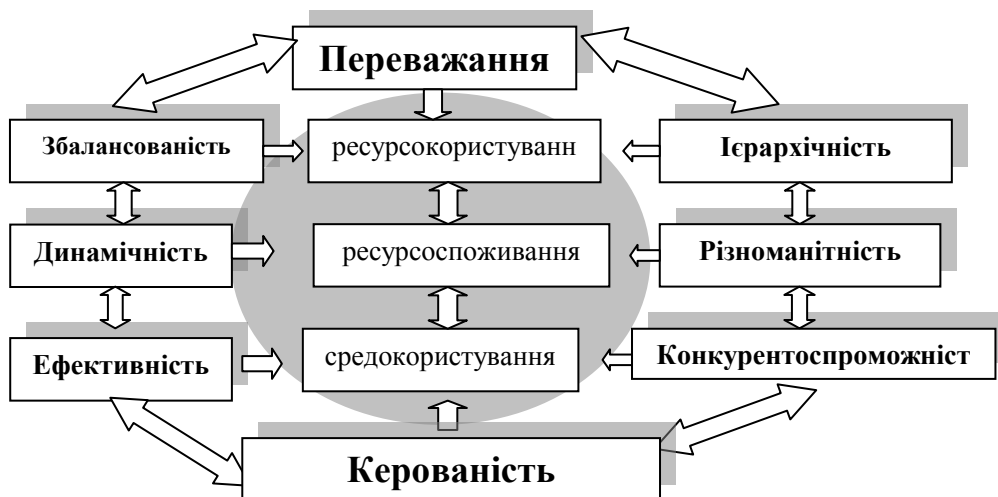 Переважання
Збалансованість
ресурсокористуванн
Ієрархічність
Динамічність
ресурсоспоживання
Різноманітність
Ефективність
средокористування
Конкурентоспроможніст
Керованість